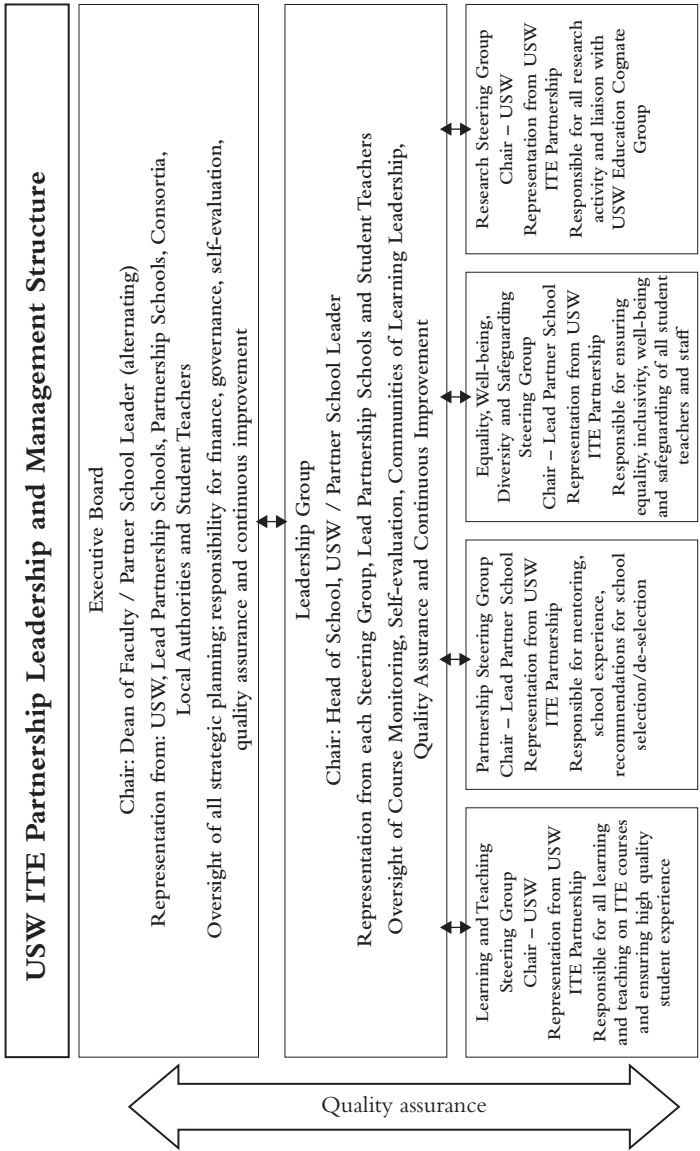 USW ITE Partnership Leadership and Management Structure
Executive Board
Chair: Dean of Faculty / Partner School Leader (alternating)
Representation from: USW, Lead Partnership Schools, Partnership Schools, Consortia,
Local Authorities and Student Teachers
Oversight of all strategic planning; responsibility for finance, governance, self-evaluation,
quality assurance and continuous improvement
Leadership Group
Chair: Head of School, USW / Partner School Leader
Representation from each Steering Group, Lead Partnership Schools and Student Teachers
Oversight of Course Monitoring, Self-evaluation, Communities of Learning Leadership,
Quality Assurance and Continuous Improvement
Learning and Teaching
Steering Group
Chair – USW
Representation from USW
ITE Partnership
Responsible for all learning
and teaching on ITE courses
and ensuring high quality
student experience
Partnership Steering Group
Chair – Lead Partner School
Representation from USW
ITE Partnership
Responsible for mentoring,
school experience,
recommendations for school
selection/de-selection
Equality, Well-being,
Diversity and Safeguarding
Steering Group
Chair – Lead Partner School
Representation from USW
ITE Partnership
Responsible for ensuring
equality, inclusivity, well-being
and safeguarding of all student
teachers and staff
Research Steering Group
Chair – USW
Representation from USW
ITE Partnership
Responsible for all research
activity and liaison with
USW Education Cognate
Group
Quality assurance